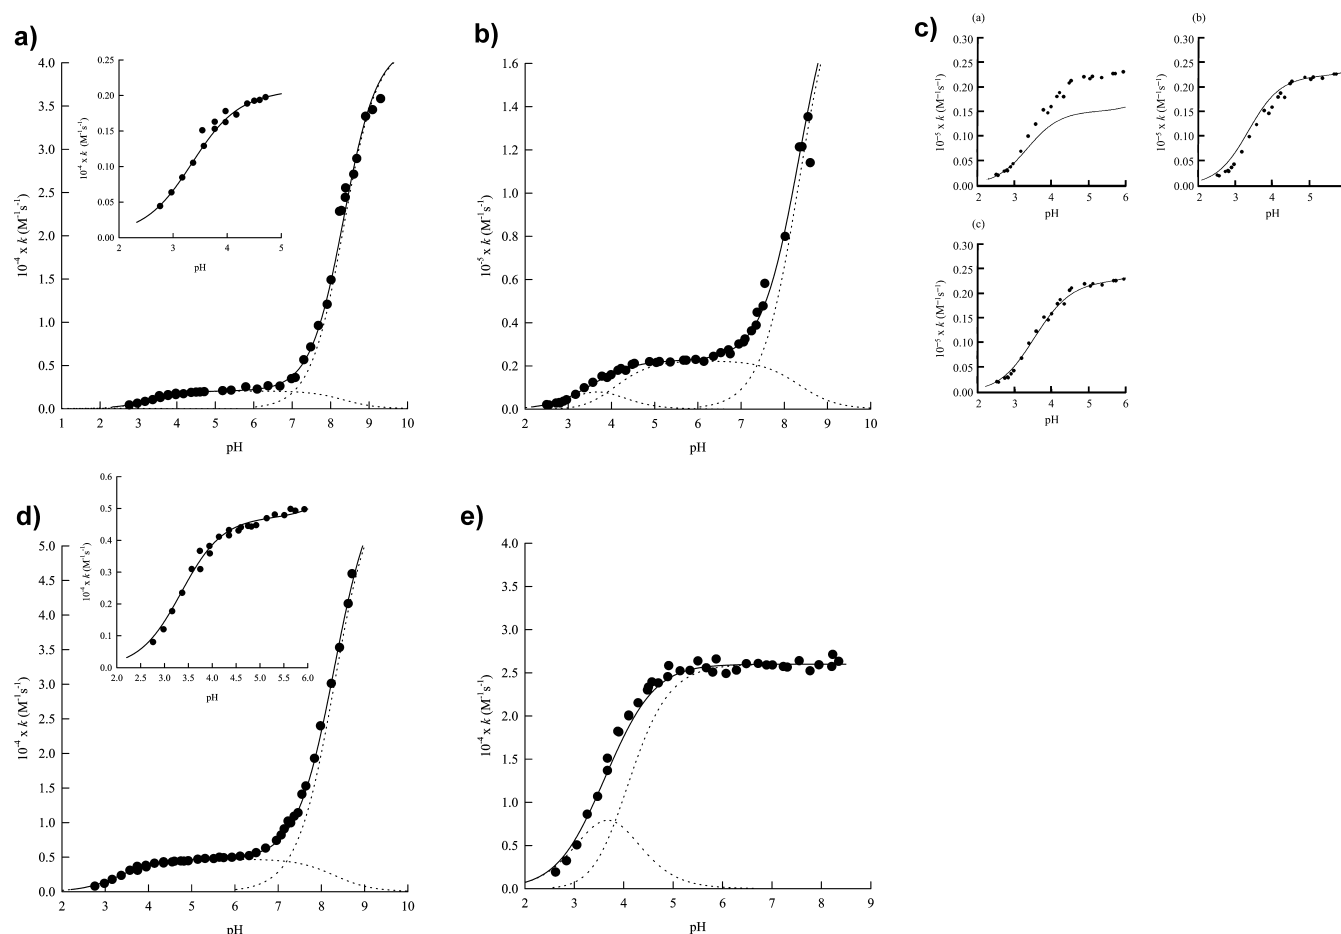 a)
4.0
3.5
3.0
2.5
2.0
1.5
1.0
0.5
0.0
10⁻⁴ x k (M⁻¹s⁻¹)
1 2 3 4 5 6 7 8 9 10
pH
0.25
0.20
0.15
0.10
0.05
0.00
10⁻⁴ x k (M⁻¹s⁻¹)
2 3 4 5
pH
b)
1.6
1.4
1.2
1.0
0.8
0.6
0.4
0.2
0.0
10⁻⁵ x k (M⁻¹s⁻¹)
2 3 4 5 6 7 8 9 10
pH
c)
(a)
0.30
0.25
0.20
0.15
0.10
0.05
0.00
10⁻⁵ x k (M⁻¹s⁻¹)
2 3 4 5 6
pH
(b)
0.30
0.25
0.20
0.15
0.10
0.05
0.00
10⁻⁵ x k (M⁻¹s⁻¹)
2 3 4 5
pH
(c)
0.30
0.25
0.20
0.15
0.10
0.05
0.00
10⁻⁵ x k (M⁻¹s⁻¹)
2 3 4 5 6
pH
d)
5.0
4.5
4.0
3.5
3.0
2.5
2.0
1.5
1.0
0.5
0.0
10⁻⁴ x k (M⁻¹s⁻¹)
2 3 4 5 6 7 8 9 10
pH
0.6
0.5
0.4
0.3
0.2
0.1
0.0
10⁻⁴ x k (M⁻¹s⁻¹)
2.0 2.5 3.0 3.5 4.0 4.5 5.0 5.5 6.0
pH
e)
4.0
3.5
3.0
2.5
2.0
1.5
1.0
0.5
0.0
10⁻⁴ x k (M⁻¹s⁻¹)
2 3 4 5 6 7 8 9
pH